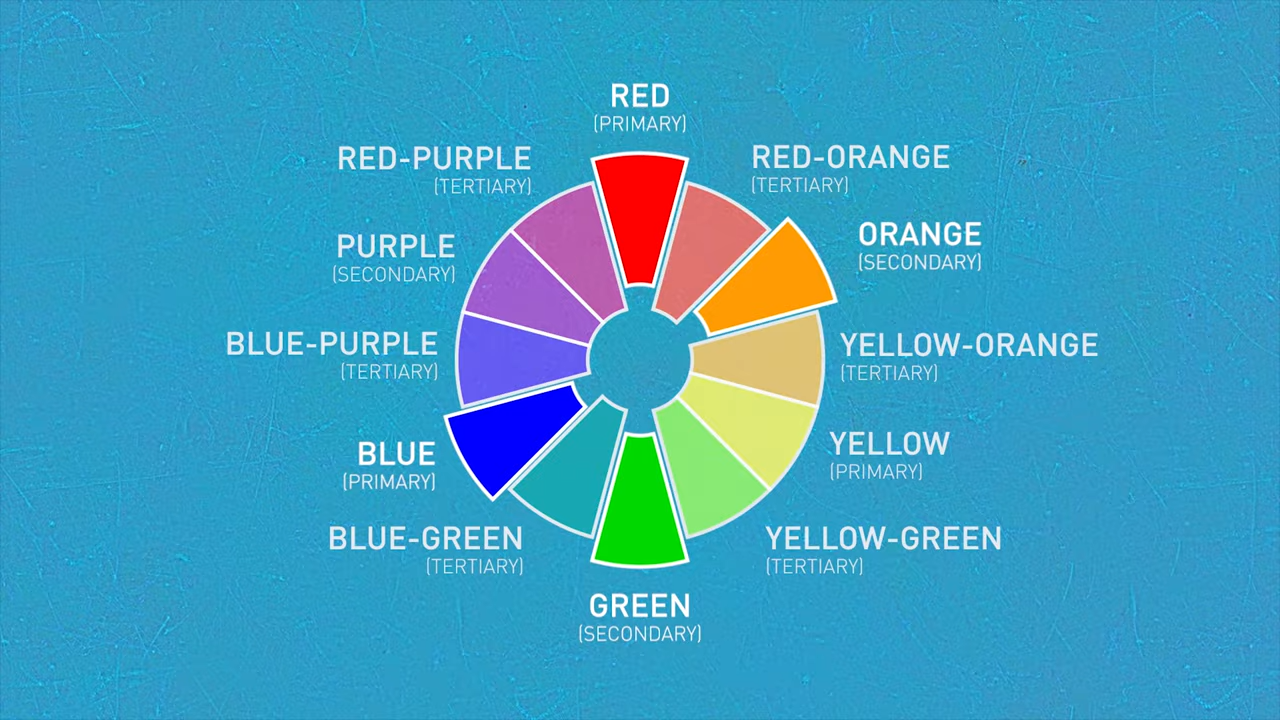 RED
(PRIMARY)
RED-PURPLE
(TERTIARY)
RED-ORANGE
(TERTIARY)
PURPLE
(SECONDARY)
ORANGE
(SECONDARY)
BLUE-PURPLE
(TERTIARY)
YELLOW-ORANGE
(TERTIARY)
BLUE
(PRIMARY)
YELLOW
(PRIMARY)
BLUE-GREEN
(TERTIARY)
YELLOW-GREEN
(TERTIARY)
GREEN
(SECONDARY)